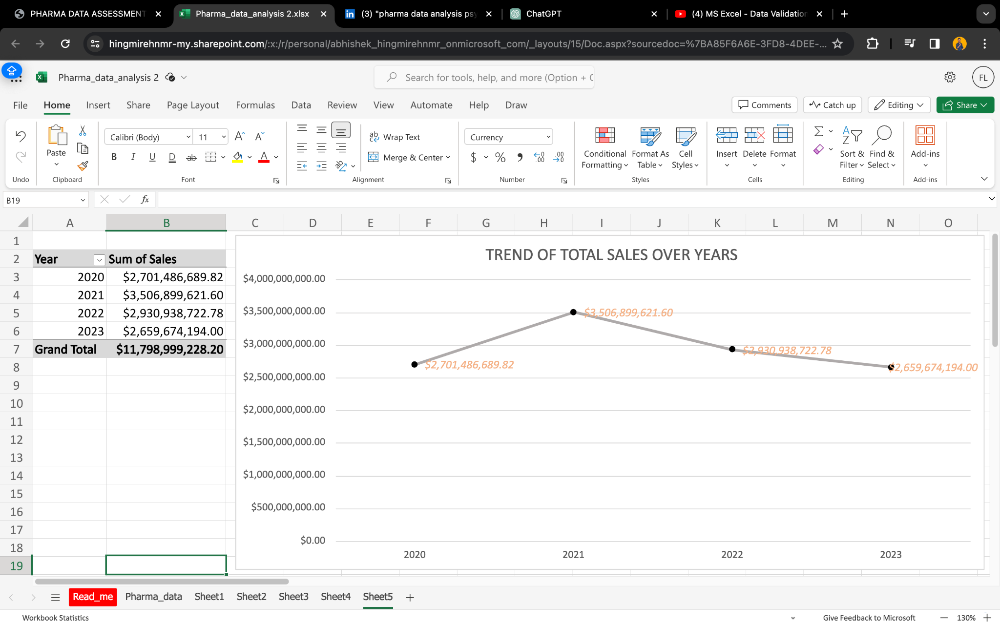 PHARMA DATA ASSESSMENT
Pharma_data_analysis 2.xlsx
(3) "pharma data analysis psy
ChatGPT
(4) MS Excel - Data Validation
hingmirehnmr-my.sharepoint.com/:x:/r/personal/abhishek_hingmirehnmr_onmicrosoft_com/_layouts/15/Doc.aspx?sourcedoc=%7BA85F6A6E-3FD8-4DEE-...
Pharma_data_analysis 2
Search for tools, help, and more (Option +
FL
File Home Insert Share Page Layout Formulas Data Review View Automate Help Draw
Comments Catch up Editing Share
Paste
Calibri (Body) 11
Wrap Text
Merge & Center
Currency
Conditional Formatting
Format As Table
Cell Styles
Insert Delete Format
Sort & Filter
Find & Select
Add-ins
Undo Clipboard Font Alignment Number Styles Cells Editing Add-ins
B19
fx
A B C D E F G H I J K L M N O
1
2 Year Sum of Sales
3 2020 $2,701,486,689.82
4 2021 $3,506,899,621.60
5 2022 $2,930,938,722.78
6 2023 $2,659,674,194.00
7 Grand Total $11,798,999,228.20
8
9
10
11
12
13
14
15
16
17
18
19
TREND OF TOTAL SALES OVER YEARS
$4,000,000,000.00
$3,500,000,000.00
$3,000,000,000.00
$2,500,000,000.00
$2,000,000,000.00
$1,500,000,000.00
$1,000,000,000.00
$500,000,000.00
$0.00
$2,701,486,689.82
$3,506,899,621.60
$2,930,938,722.78
$2,659,674,194.00
2020 2021 2022 2023
Read_me Pharma_data Sheet1 Sheet2 Sheet3 Sheet4 Sheet5
Workbook Statistics
Give Feedback to Microsoft
130%